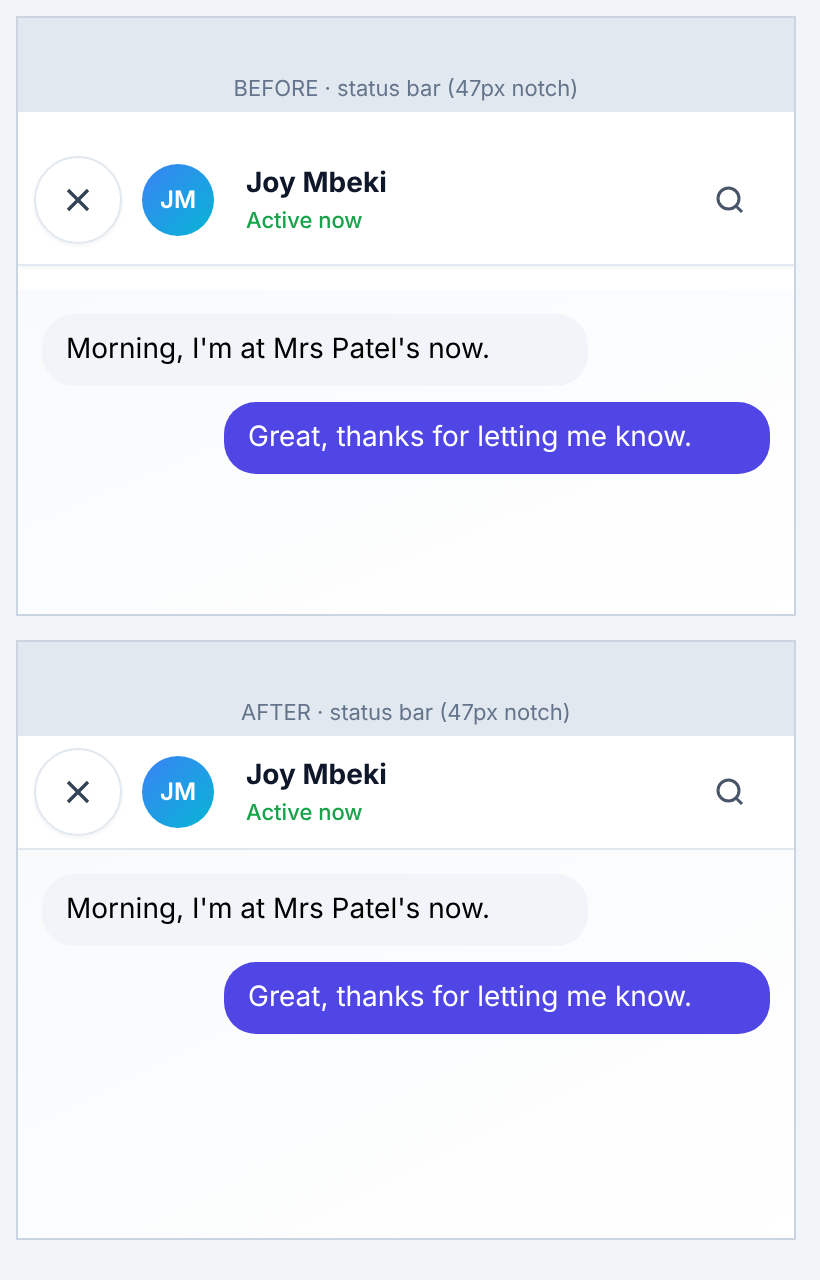 BEFORE · status bar (47px notch)
JM
Joy Mbeki
Active now
Morning, I'm at Mrs Patel's now.
Great, thanks for letting me know.
AFTER · status bar (47px notch)
JM
Joy Mbeki
Active now
Morning, I'm at Mrs Patel's now.
Great, thanks for letting me know.